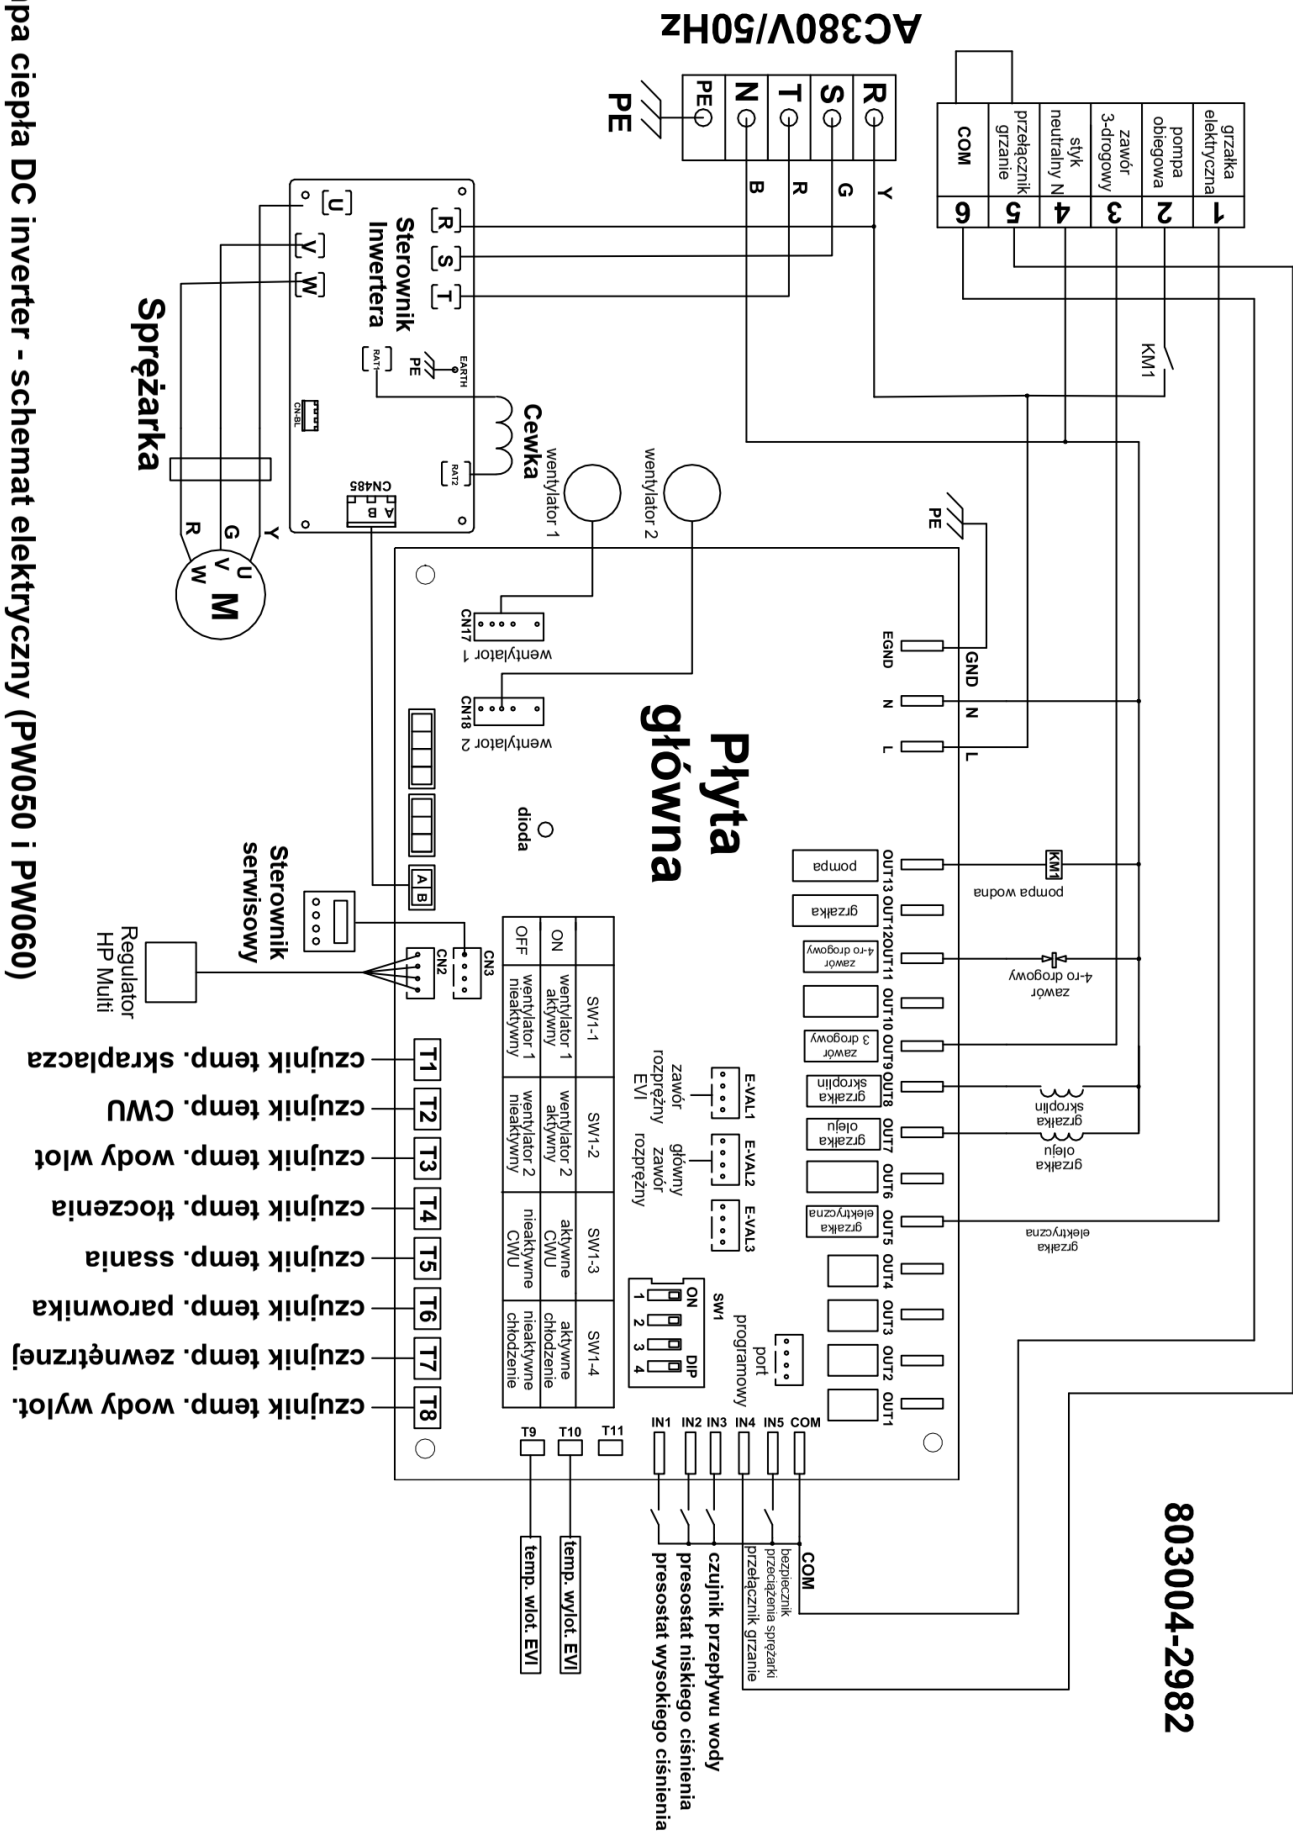 AC380V/50Hz
803004-2982
grzałka
elektryczna
1
pompa
obiegowa
2
zawór
3-drogowy
3
styk
neutralny N
4
przełącznik
grzanie
5
COM
6
R
S
T
N
PE
PE
Y
G
R
B
KM1
Sterownik
Inwertera
R
S
T
U
V
W
RAT1
PE
EARTH
CN-BL
RAT2
CN485
A
B
Cewka
Sprężarka
Y
G
R
U
V
W
M
wentylator 1
wentylator 2
PE
EGND
N
L
GND
N
L
Płyta
główna
CN17
wentylator 1
CN18
wentylator 2
dioda
A B
OUT13
pompa
OUT12
grzałka
OUT11
zawór
4-ro drogowy
OUT10
OUT9
zawór
3 drogowy
OUT8
grzałka
skroplin
OUT7
grzałka
oleju
OUT6
OUT5
grzałka
elektryczna
OUT4
OUT3
OUT2
OUT1
KM1
pompa wodna
zawór
4-ro drogowy
grzałka
skroplin
grzałka
oleju
grzałka
elektryczna
Sterownik
serwisowy
Regulator
HP Multi
CN2
CN3
SW1-1
SW1-2
SW1-3
SW1-4
ON
wentylator 1
aktywny
wentylator 2
aktywny
aktywne
CWU
aktywne
chłodzenie
OFF
wentylator 1
nieaktywny
wentylator 2
nieaktywny
nieaktywne
CWU
nieaktywne
chłodzenie
E-VAL1
zawór
rozprężny
EVI
E-VAL2
główny
zawór
rozprężny
E-VAL3
SW1
ON
DIP
1
2
3
4
port
programowy
T1
czujnik temp. skraplacza
T2
czujnik temp. CWU
T3
czujnik temp. wody wlot
T4
czujnik temp. tłoczenia
T5
czujnik temp. ssania
T6
czujnik temp. parownika
T7
czujnik temp. zewnętrznej
T8
czujnik temp. wody wylot.
T9
T10
T11
temp. wlot. EVI
temp. wylot. EVI
IN1
IN2
IN3
IN4
IN5
COM
COM
bezpiecznik
przeciążenia sprężarki
przełącznik grzanie
czujnik przepływu wody
presostat niskiego ciśnienia
presostat wysokiego ciśnienia
ciepła DC inverter - schemat elektryczny (PW050 i PW060)